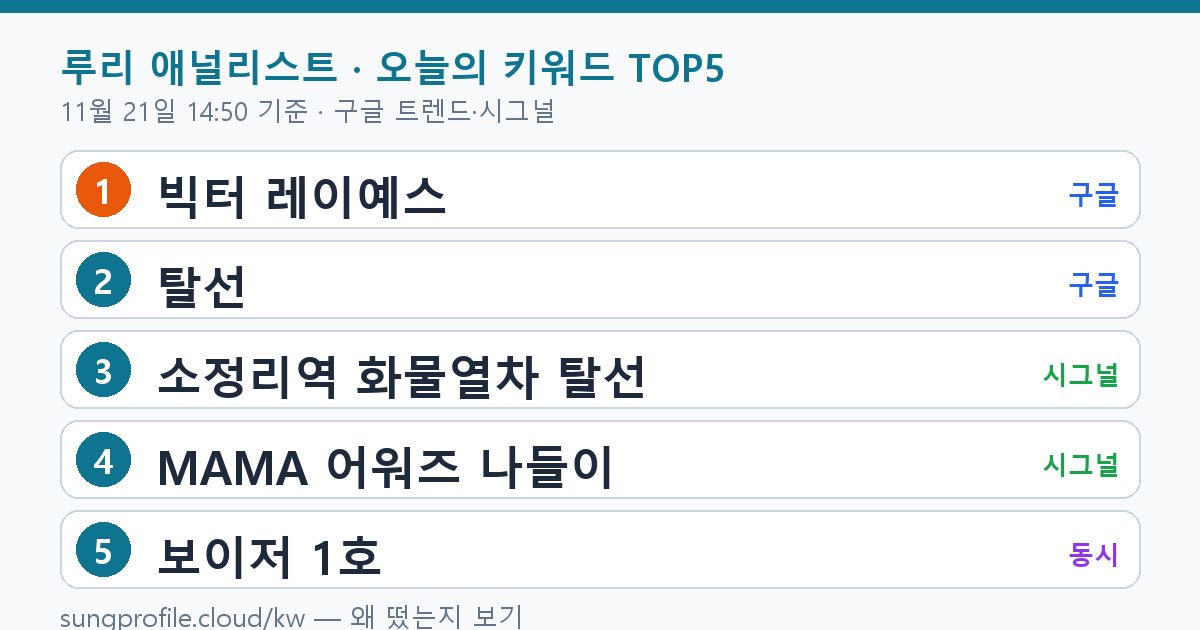 루리 애널리스트 · 오늘의 키워드 TOP5
11월 21일 14:50 기준 · 구글 트렌드·시그널
1 빅터 레이예스 구글
2 탈선 구글
3 소정리역 화물열차 탈선 시그널
4 MAMA 어워즈 나들이 시그널
5 보이저 1호 동시
sungprofile.cloud/kw — 왜 떴는지 보기